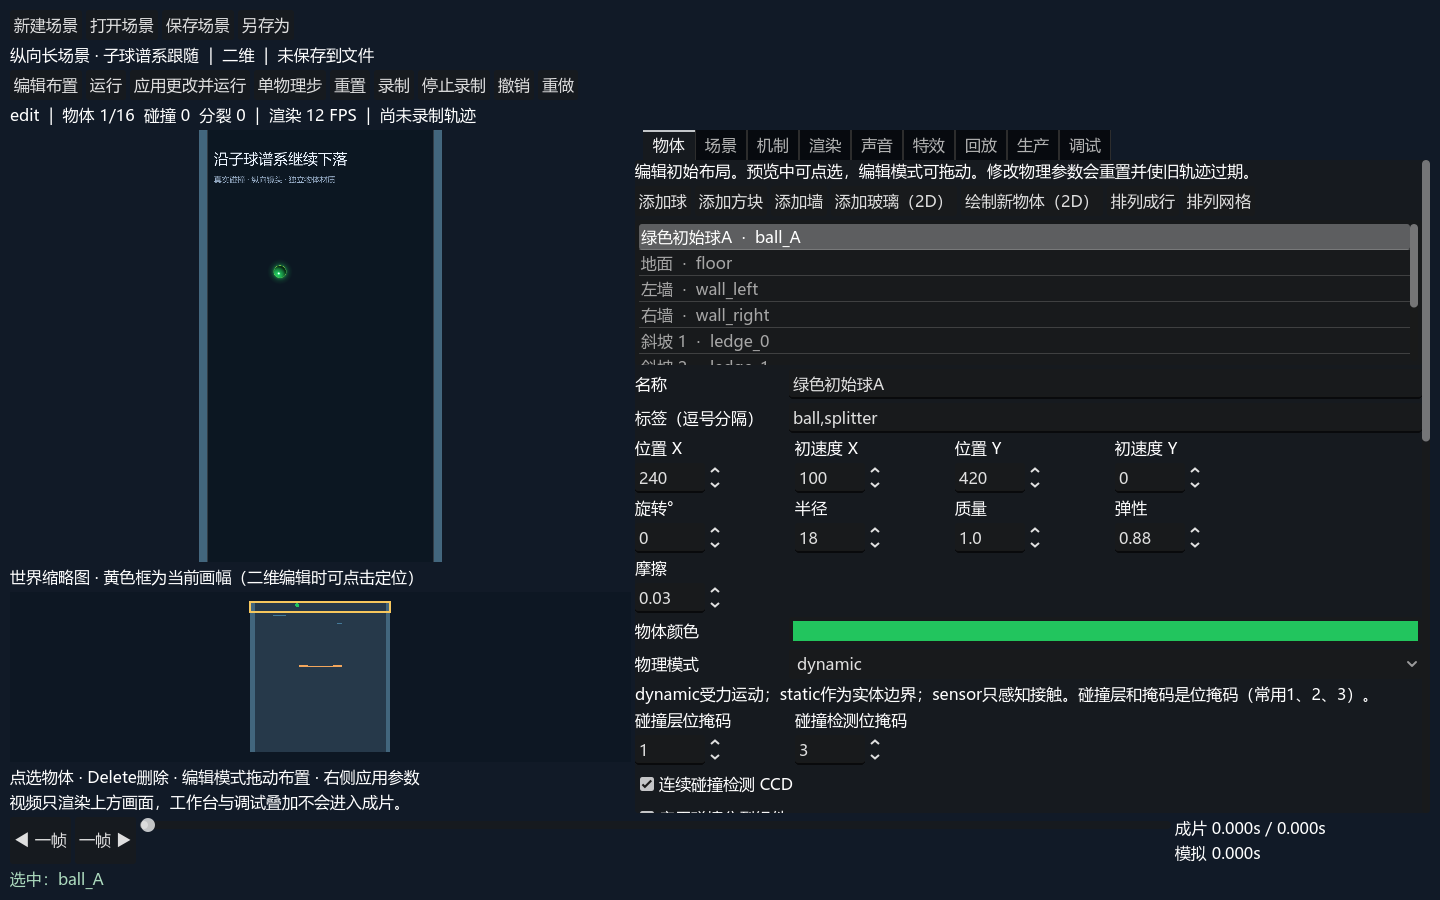 新建场景 打开场景 保存场景 另存为
纵向长场景 · 子球谱系跟随 | 二维 | 未保存到文件
编辑布置 运行 应用更改并运行 单物理步 重置 录制 停止录制 撤销 重做
edit | 物体 1/16 碰撞 0 分裂 0 | 渲染 12 FPS | 尚未录制轨迹
沿子球谱系继续下落
真实碰撞 · 纵向镜头 · 独立物体材质
世界缩略图 · 黄色框为当前画幅（二维编辑时可点击定位）
点选物体 · Delete删除 · 编辑模式拖动布置 · 右侧应用参数
视频只渲染上方画面，工作台与调试叠加不会进入成片。
物体 场景 机制 渲染 声音 特效 回放 生产 调试
编辑初始布局。预览中可点选，编辑模式可拖动。修改物理参数会重置并使旧轨迹过期。
添加球 添加方块 添加墙 添加玻璃（2D） 绘制新物体（2D） 排列成行 排列网格
绿色初始球A · ball_A
地面 · floor
左墙 · wall_left
右墙 · wall_right
斜坡 1 · ledge_0
斜坡 2 · ledge_1
名称 绿色初始球A
标签（逗号分隔） ball,splitter
位置 X 初速度 X 位置 Y 初速度 Y
240 100 420 0
旋转° 半径 质量 弹性
0 18 1.0 0.88
摩擦
0.03
物体颜色
物理模式 dynamic
dynamic受力运动；static作为实体边界；sensor只感知接触。碰撞层和掩码是位掩码（常用1、2、3）。
碰撞层位掩码 碰撞检测位掩码
1 3
连续碰撞检测 CCD
◀ 一帧 一帧 ▶
成片 0.000s / 0.000s
模拟 0.000s
选中：ball_A